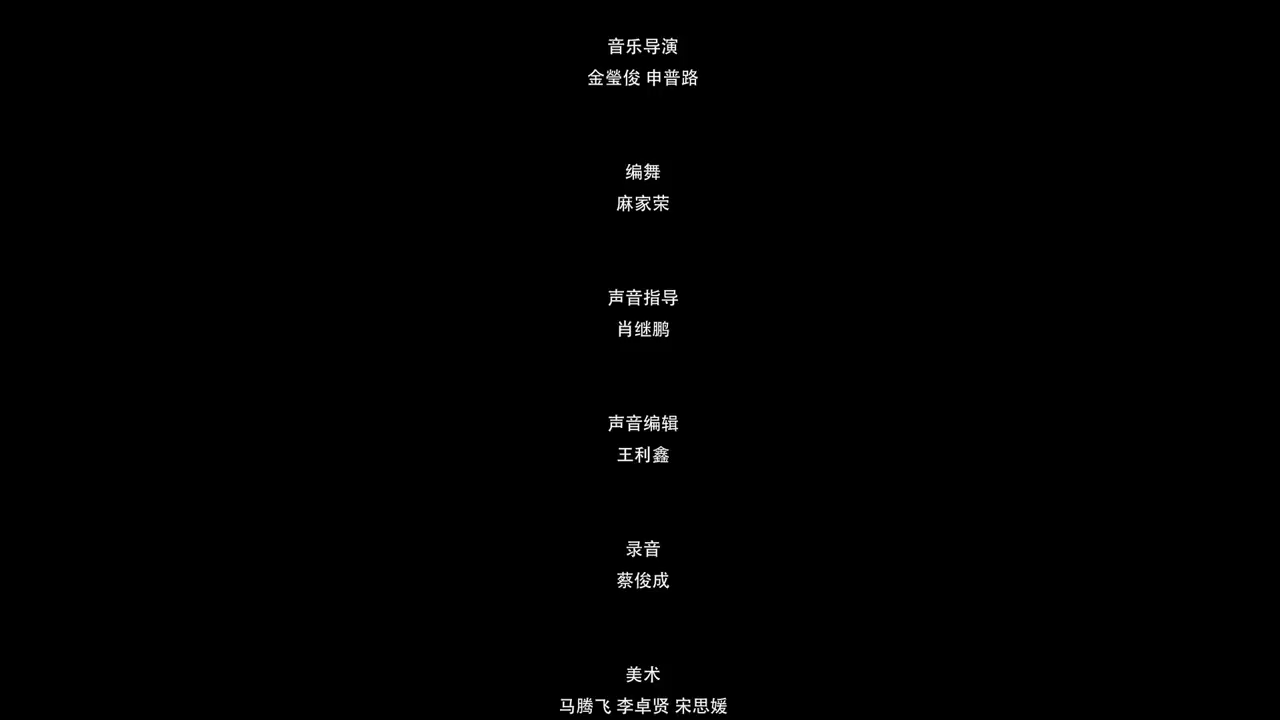 音乐导演
金瑩俊 申普路
编舞
麻家荣
声音指导
肖继鹏
声音编辑
王利鑫
录音
蔡俊成
美术
马腾飞 李卓贤 宋思媛